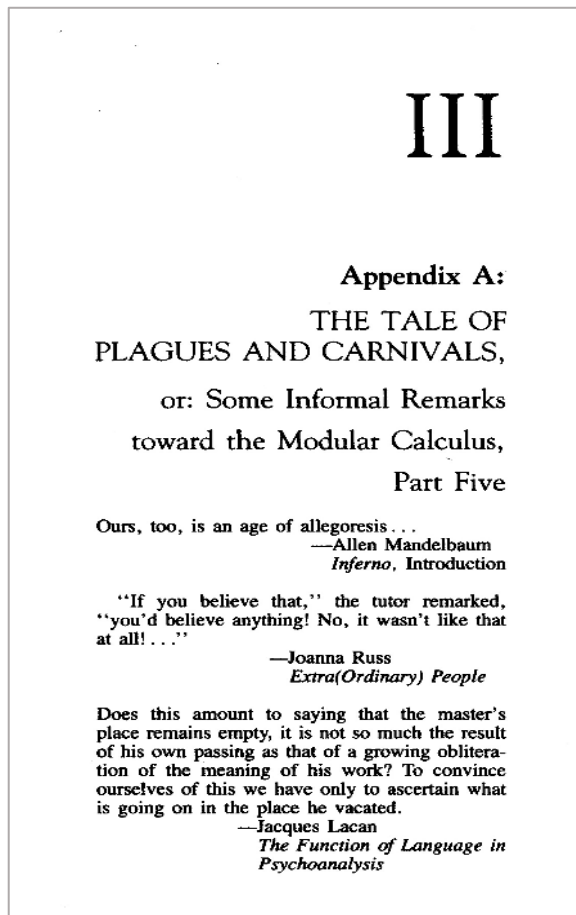 III
Appendix A:
THE TALE OF
PLAGUES AND CARNIVALS,
or: Some Informal Remarks
toward the Modular Calculus,
Part Five
Ours, too, is an age of allegoresis . . .
—Allen Mandelbaum
Inferno, Introduction
"If you believe that," the tutor remarked,
"you'd believe anything! No, it wasn't like that
at all! . . ."
—Joanna Russ
Extra(Ordinary) People
Does this amount to saying that the master's
place remains empty, it is not so much the result
of his own passing as that of a growing oblitera-
tion of the meaning of his work? To convince
ourselves of this we have only to ascertain what
is going on in the place he vacated.
—Jacques Lacan
The Function of Language in
Psychoanalysis